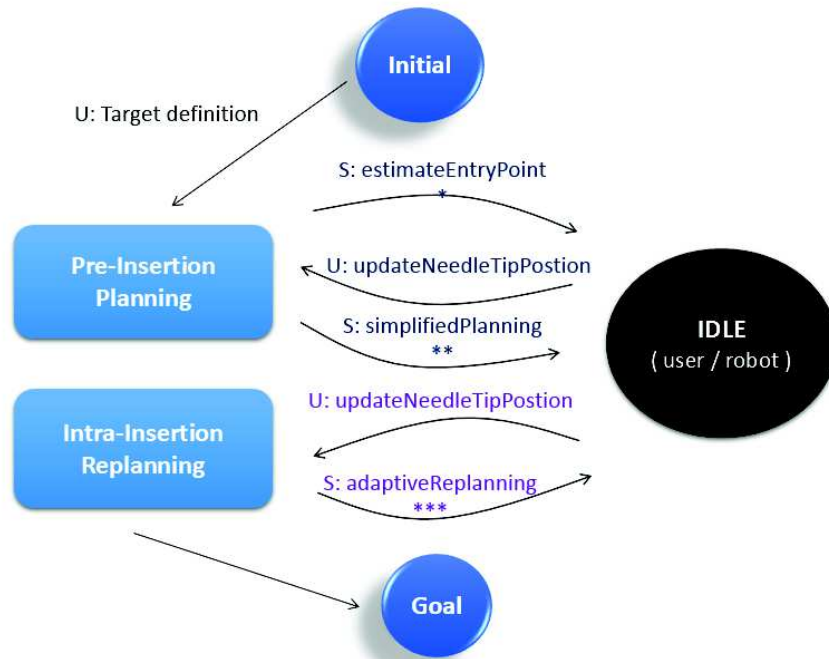 Initial
U: Target definition
S: estimateEntryPoint
*
Pre-Insertion
Planning
U: updateNeedleTipPostion
S: simplifiedPlanning
**
IDLE
( user / robot )
Intra-Insertion
Replanning
U: updateNeedleTipPostion
S: adaptiveReplanning
***
Goal